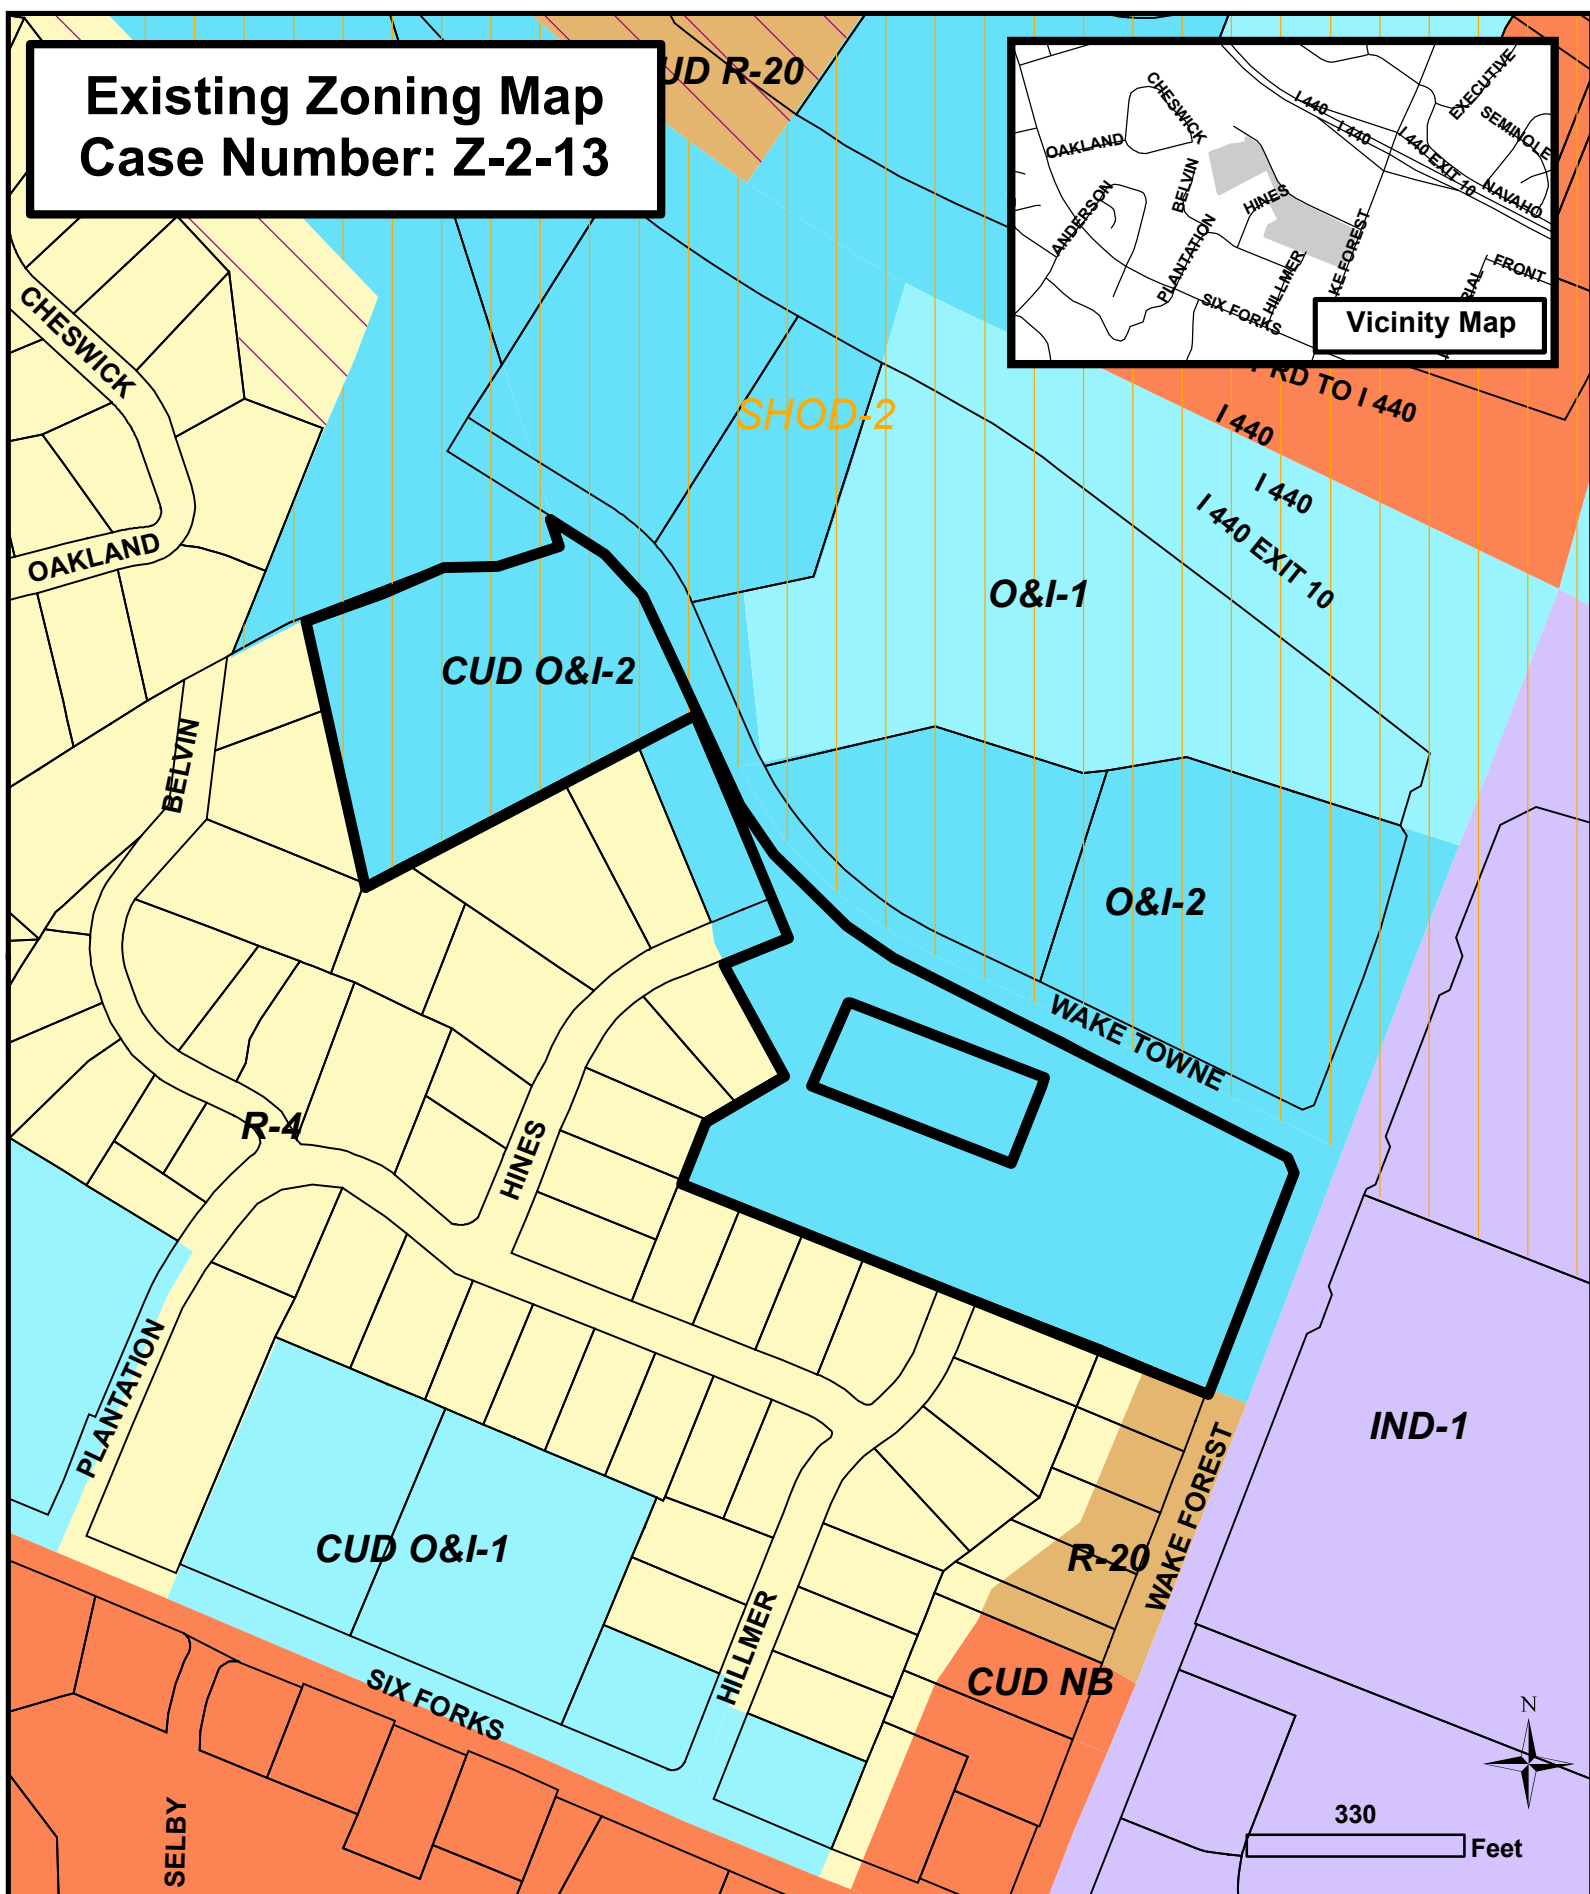 Existing Zoning Map
Case Number: Z-2-13
UD R-20
CHESWICK
OAKLAND
ANDERSON
BELVIN
PLANTATION
HINES
HILLMER
KE FOREST
SIX FORKS
I 440
I 440
I 440 EXIT 10
EXECUTIVE
SEMINOLE
NAVAHO
FRONT
RIAL
Vicinity Map
RD TO I 440
I 440
I 440
I 440 EXIT 10
CHESWICK
SHOD-2
OAKLAND
O&I-1
CUD O&I-2
BELVIN
O&I-2
WAKE TOWNE
R-4
HINES
PLANTATION
IND-1
WAKE FOREST
CUD O&I-1
R-20
HILLMER
CUD NB
SIX FORKS
SELBY
N
330
Feet